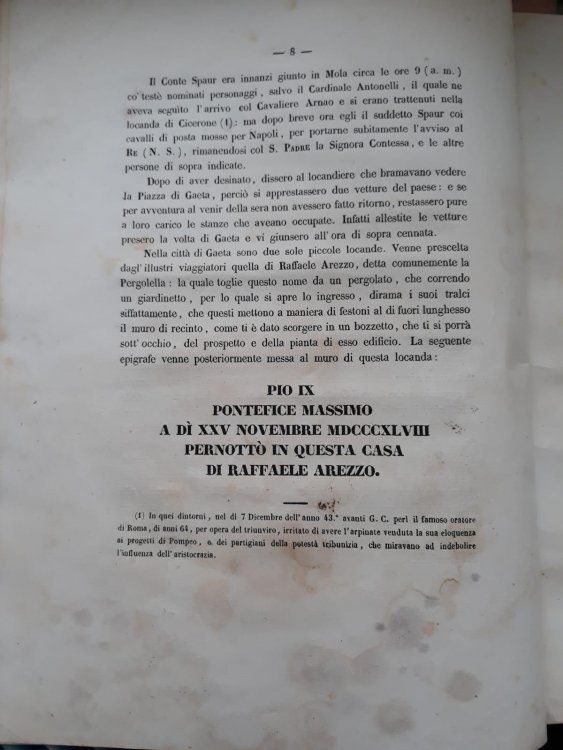 — 8 —
Il Conte Spaur era innanzi giunto in Mola circa le ore 9 (a. m.)
co' testè nominati personaggi, salvo il Cardinale Antonelli, il quale ne
aveva seguito l'arrivo col Cavaliere Arnao e si erano trattenuti nella
locanda di Cicerone (1).: ma dopo breve ora egli il suddetto Spaur coi
cavalli di posta mosse per Napoli, per portarne subitamente l'avviso al
RE (N. S.), rimanendosi col S. PADRE la Signora Contessa, e le altre
persone di sopra indicate.
Dopo di aver desinato, dissero al locandiere che bramavano vedere
la Piazza di Gaeta, perciò si apprestassero due vetture del paese: e se
per avventura al venir della sera non avessero fatto ritorno, restassero pure
a loro carico le stanze che aveano occupate. Infatti allestite le vetture
presero la volta di Gaeta e vi giunsero all'ora di sopra cennata.
Nella città di Gaeta sono due sole piccole locande. Venne prescelta
dagl'illustri viaggiatori quella di Raffaele Arezzo, detta comunemente la
Pergolella: la quale toglie questo nome da un pergolato, che correndo
un giardinetto, per lo quale si apre lo ingresso, dirama i suoi tralci
siffattamente, che questi mettono a maniera di festoni al di fuori lunghesso
il muro di recinto, come ti è dato scorgere in un bozzetto, che ti si porrà
sott'occhio, del prospetto e della pianta di esso edificio. La seguente
epigrafe venne posteriormente messa al muro di questa locanda:
PIO IX
PONTEFICE MASSIMO
A DÌ XXV NOVEMBRE MDCCCXLVIII
PERNOTTÒ IN QUESTA CASA
DI RAFFAELE AREZZO.
(1) In quei dintorni, nel dì 7 Dicembre dell'anno 43.° avanti G. C. perì il famoso oratore
di Roma, di anni 64, per opera del triunviro, irritato di avere l'arpinate venduta la sua eloquenza
ai progetti di Pompeo, o dei partigiani della potestà tribunizia, che miravano ad indebolire
l'influenza dell'aristocrazia.